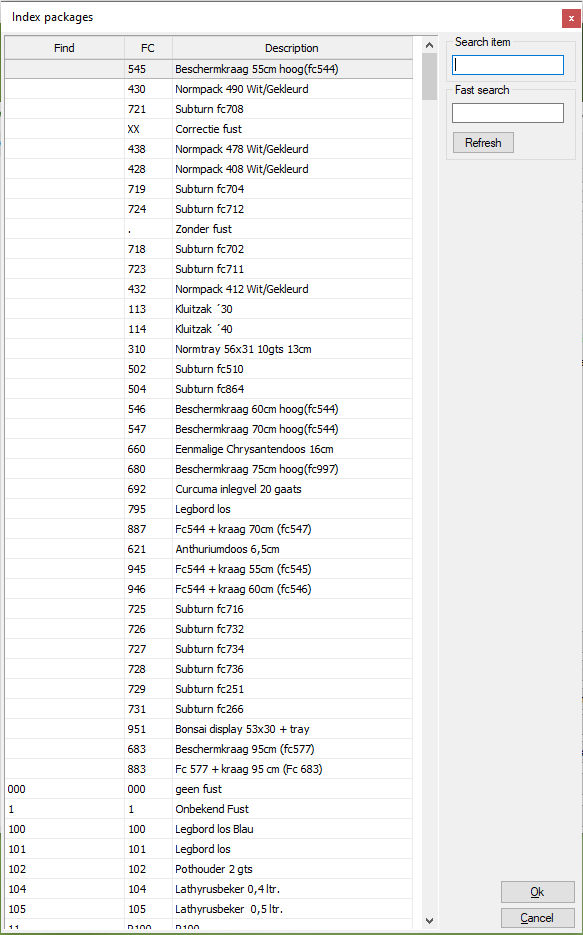 Index packages
x
Find FC Description
545 Beschermkraag 55cm hoog(fc544)
430 Normpack 490 Wit/Gekleurd
721 Subturn fc708
XX Correctie fust
438 Normpack 478 Wit/Gekleurd
428 Normpack 408 Wit/Gekleurd
719 Subturn fc704
724 Subturn fc712
. Zonder fust
718 Subturn fc702
723 Subturn fc711
432 Normpack 412 Wit/Gekleurd
113 Kluitzak ´30
114 Kluitzak ´40
310 Normtray 56x31 10gts 13cm
502 Subturn fc510
504 Subturn fc864
546 Beschermkraag 60cm hoog(fc544)
547 Beschermkraag 70cm hoog(fc544)
660 Eenmalige Chrysantendoos 16cm
680 Beschermkraag 75cm hoog(fc997)
692 Curcuma inlegvel 20 gaats
795 Legbord los
887 Fc544 + kraag 70cm (fc547)
621 Anthuriumdoos 6,5cm
945 Fc544 + kraag 55cm (fc545)
946 Fc544 + kraag 60cm (fc546)
725 Subturn fc716
726 Subturn fc732
727 Subturn fc734
728 Subturn fc736
729 Subturn fc251
731 Subturn fc266
951 Bonsai display 53x30 + tray
683 Beschermkraag 95cm (fc577)
883 Fc 577 + kraag 95 cm (Fc 683)
000 000 geen fust
1 1 Onbekend Fust
100 100 Legbord los Blau
101 101 Legbord los
102 102 Pothouder 2 gts
104 104 Lathyrusbeker 0,4 ltr.
105 105 Lathyrusbeker  0,5 ltr.
11 P100 P100
Search item
Fast search
Refresh
Ok
Cancel